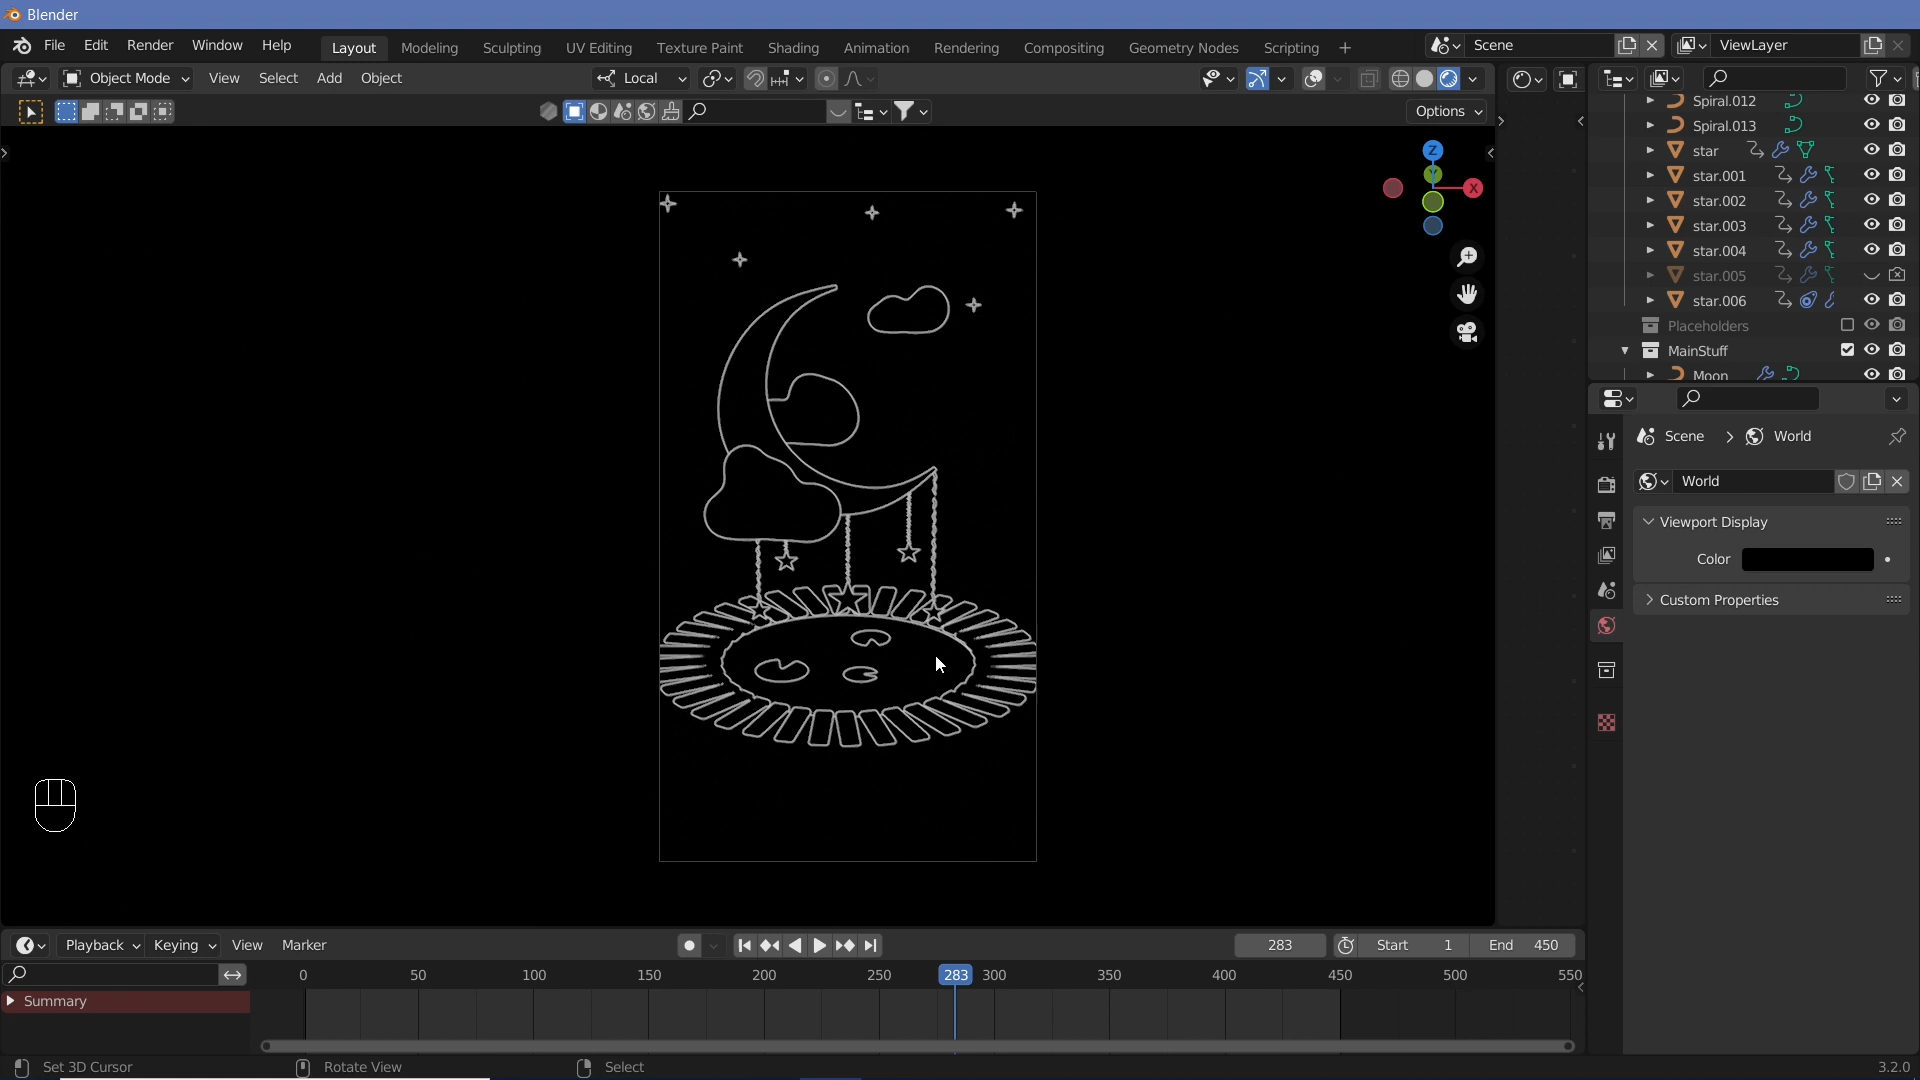 Blender
File Edit Render Window Help Layout Modeling Sculpting UV Editing Texture Paint Shading Animation Rendering Compositing Geometry Nodes Scripting Scene ViewLayer
Object Mode View Select Add Object Local
Options
Spiral.012
Spiral.013
star
star.001
star.002
star.003
star.004
star.005
star.006
Placeholders
MainStuff
Moon
Z
Y
X
Scene World
World
Viewport Display
Color
Custom Properties
Playback Keying View Marker 283 Start 1 End 450
0 50 100 150 200 250 283 300 350 400 450 500 550
Summary
Set 3D Cursor Rotate View Select 3.2.0